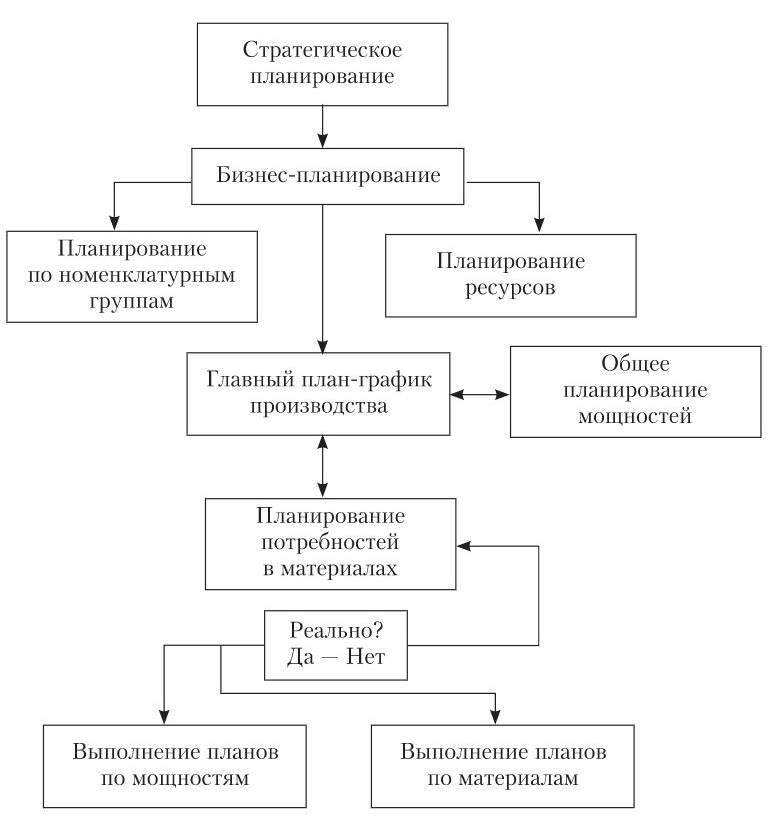 Стратегическое
планирование
Бизнес-планирование
Планирование
по номенклатурным
группам
Планирование
ресурсов
Главный план-график
производства
Общее
планирование
мощностей
Планирование
потребностей
в материалах
Реально?
Да — Нет
Выполнение планов
по мощностям
Выполнение планов
по материалам